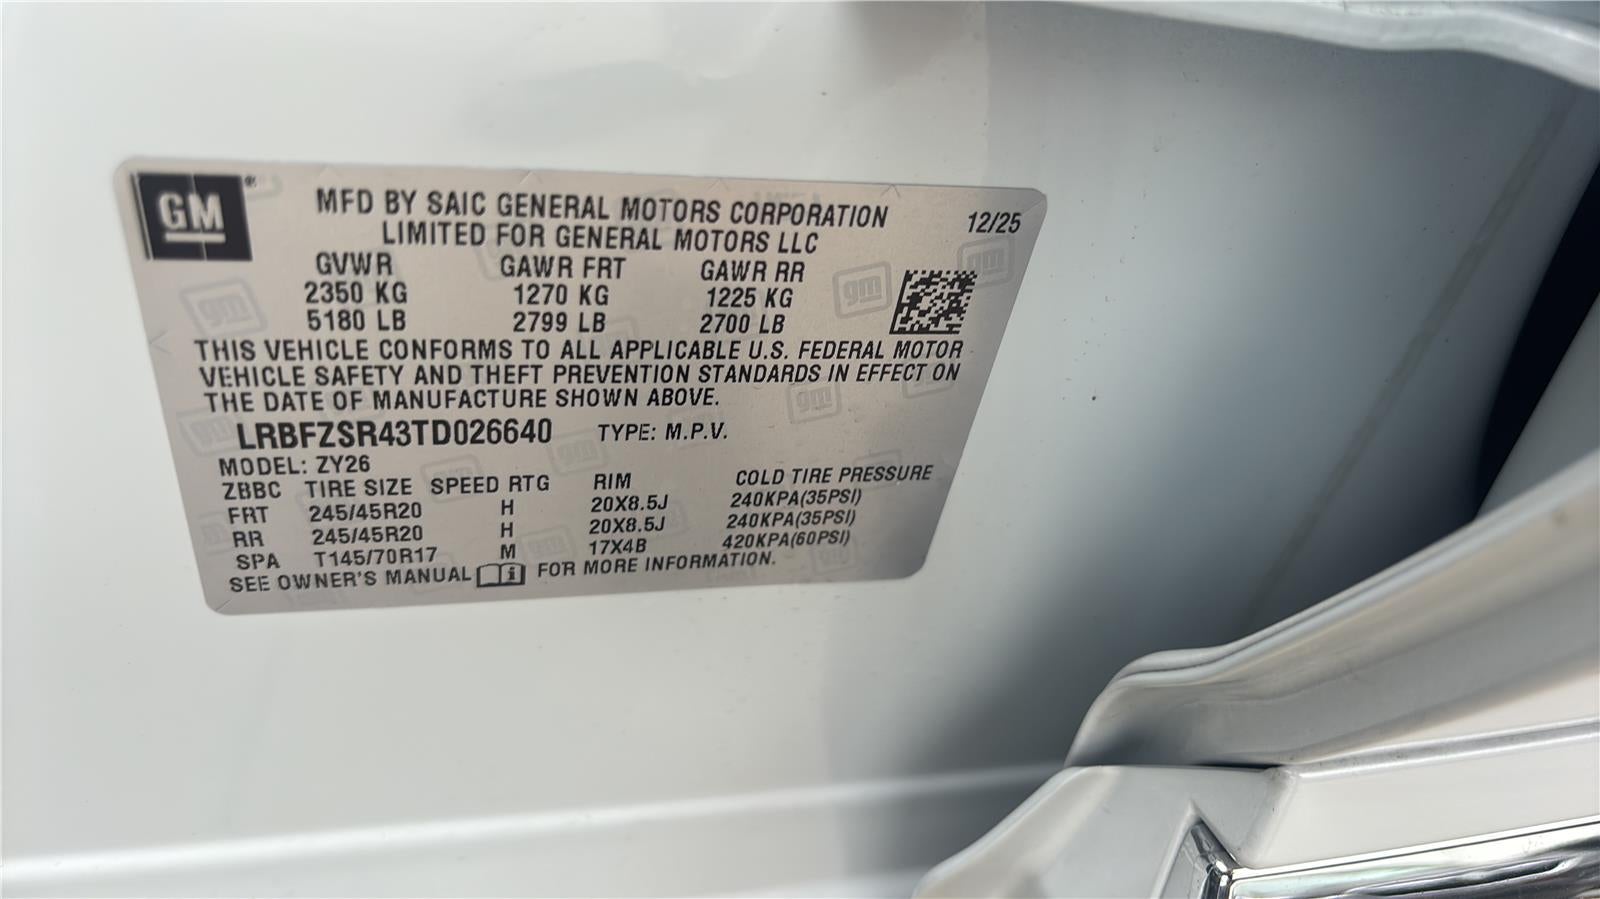 GM®
MFD BY SAIC GENERAL MOTORS CORPORATION 12/25
LIMITED FOR GENERAL MOTORS LLC
GVWR GAWR FRT GAWR RR
2350 KG 1270 KG 1225 KG
5180 LB 2799 LB 2700 LB
THIS VEHICLE CONFORMS TO ALL APPLICABLE U.S. FEDERAL MOTOR
VEHICLE SAFETY AND THEFT PREVENTION STANDARDS IN EFFECT ON
THE DATE OF MANUFACTURE SHOWN ABOVE.
LRBFZSR43TD026640 TYPE: M.P.V.
MODEL: ZY26
ZBBC TIRE SIZE SPEED RTG RIM COLD TIRE PRESSURE
FRT 245/45R20 H 20X8.5J 240KPA(35PSI)
RR 245/45R20 H 20X8.5J 240KPA(35PSI)
SPA T145/70R17 M 17X4B 420KPA(60PSI)
SEE OWNER'S MANUAL i FOR MORE INFORMATION.